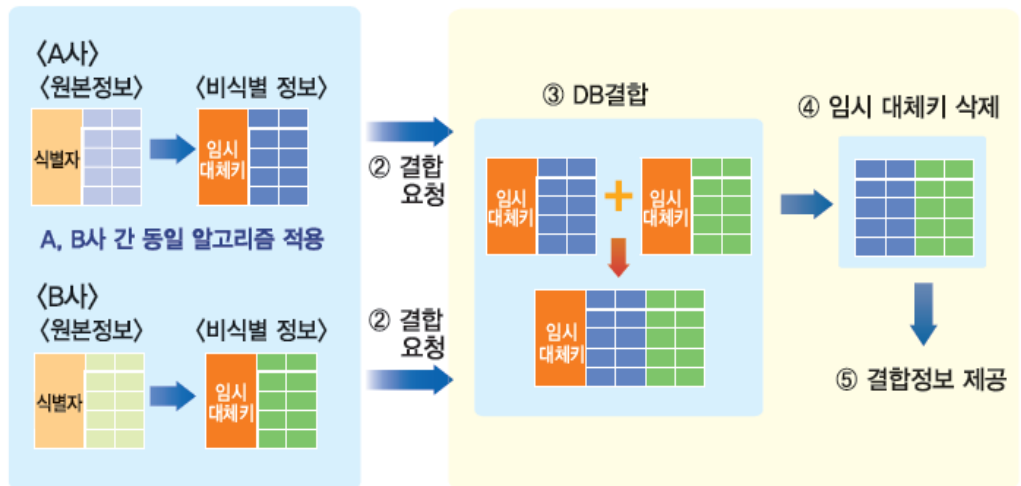 〈A사〉
〈원본정보〉
〈비식별 정보〉
식별자
임시
대체키
A, B사 간 동일 알고리즘 적용
〈B사〉
〈원본정보〉
〈비식별 정보〉
식별자
임시
대체키
② 결합
요청
② 결합
요청
③ DB결합
임시
대체키
+
임시
대체키
임시
대체키
④ 임시 대체키 삭제
⑤ 결합정보 제공